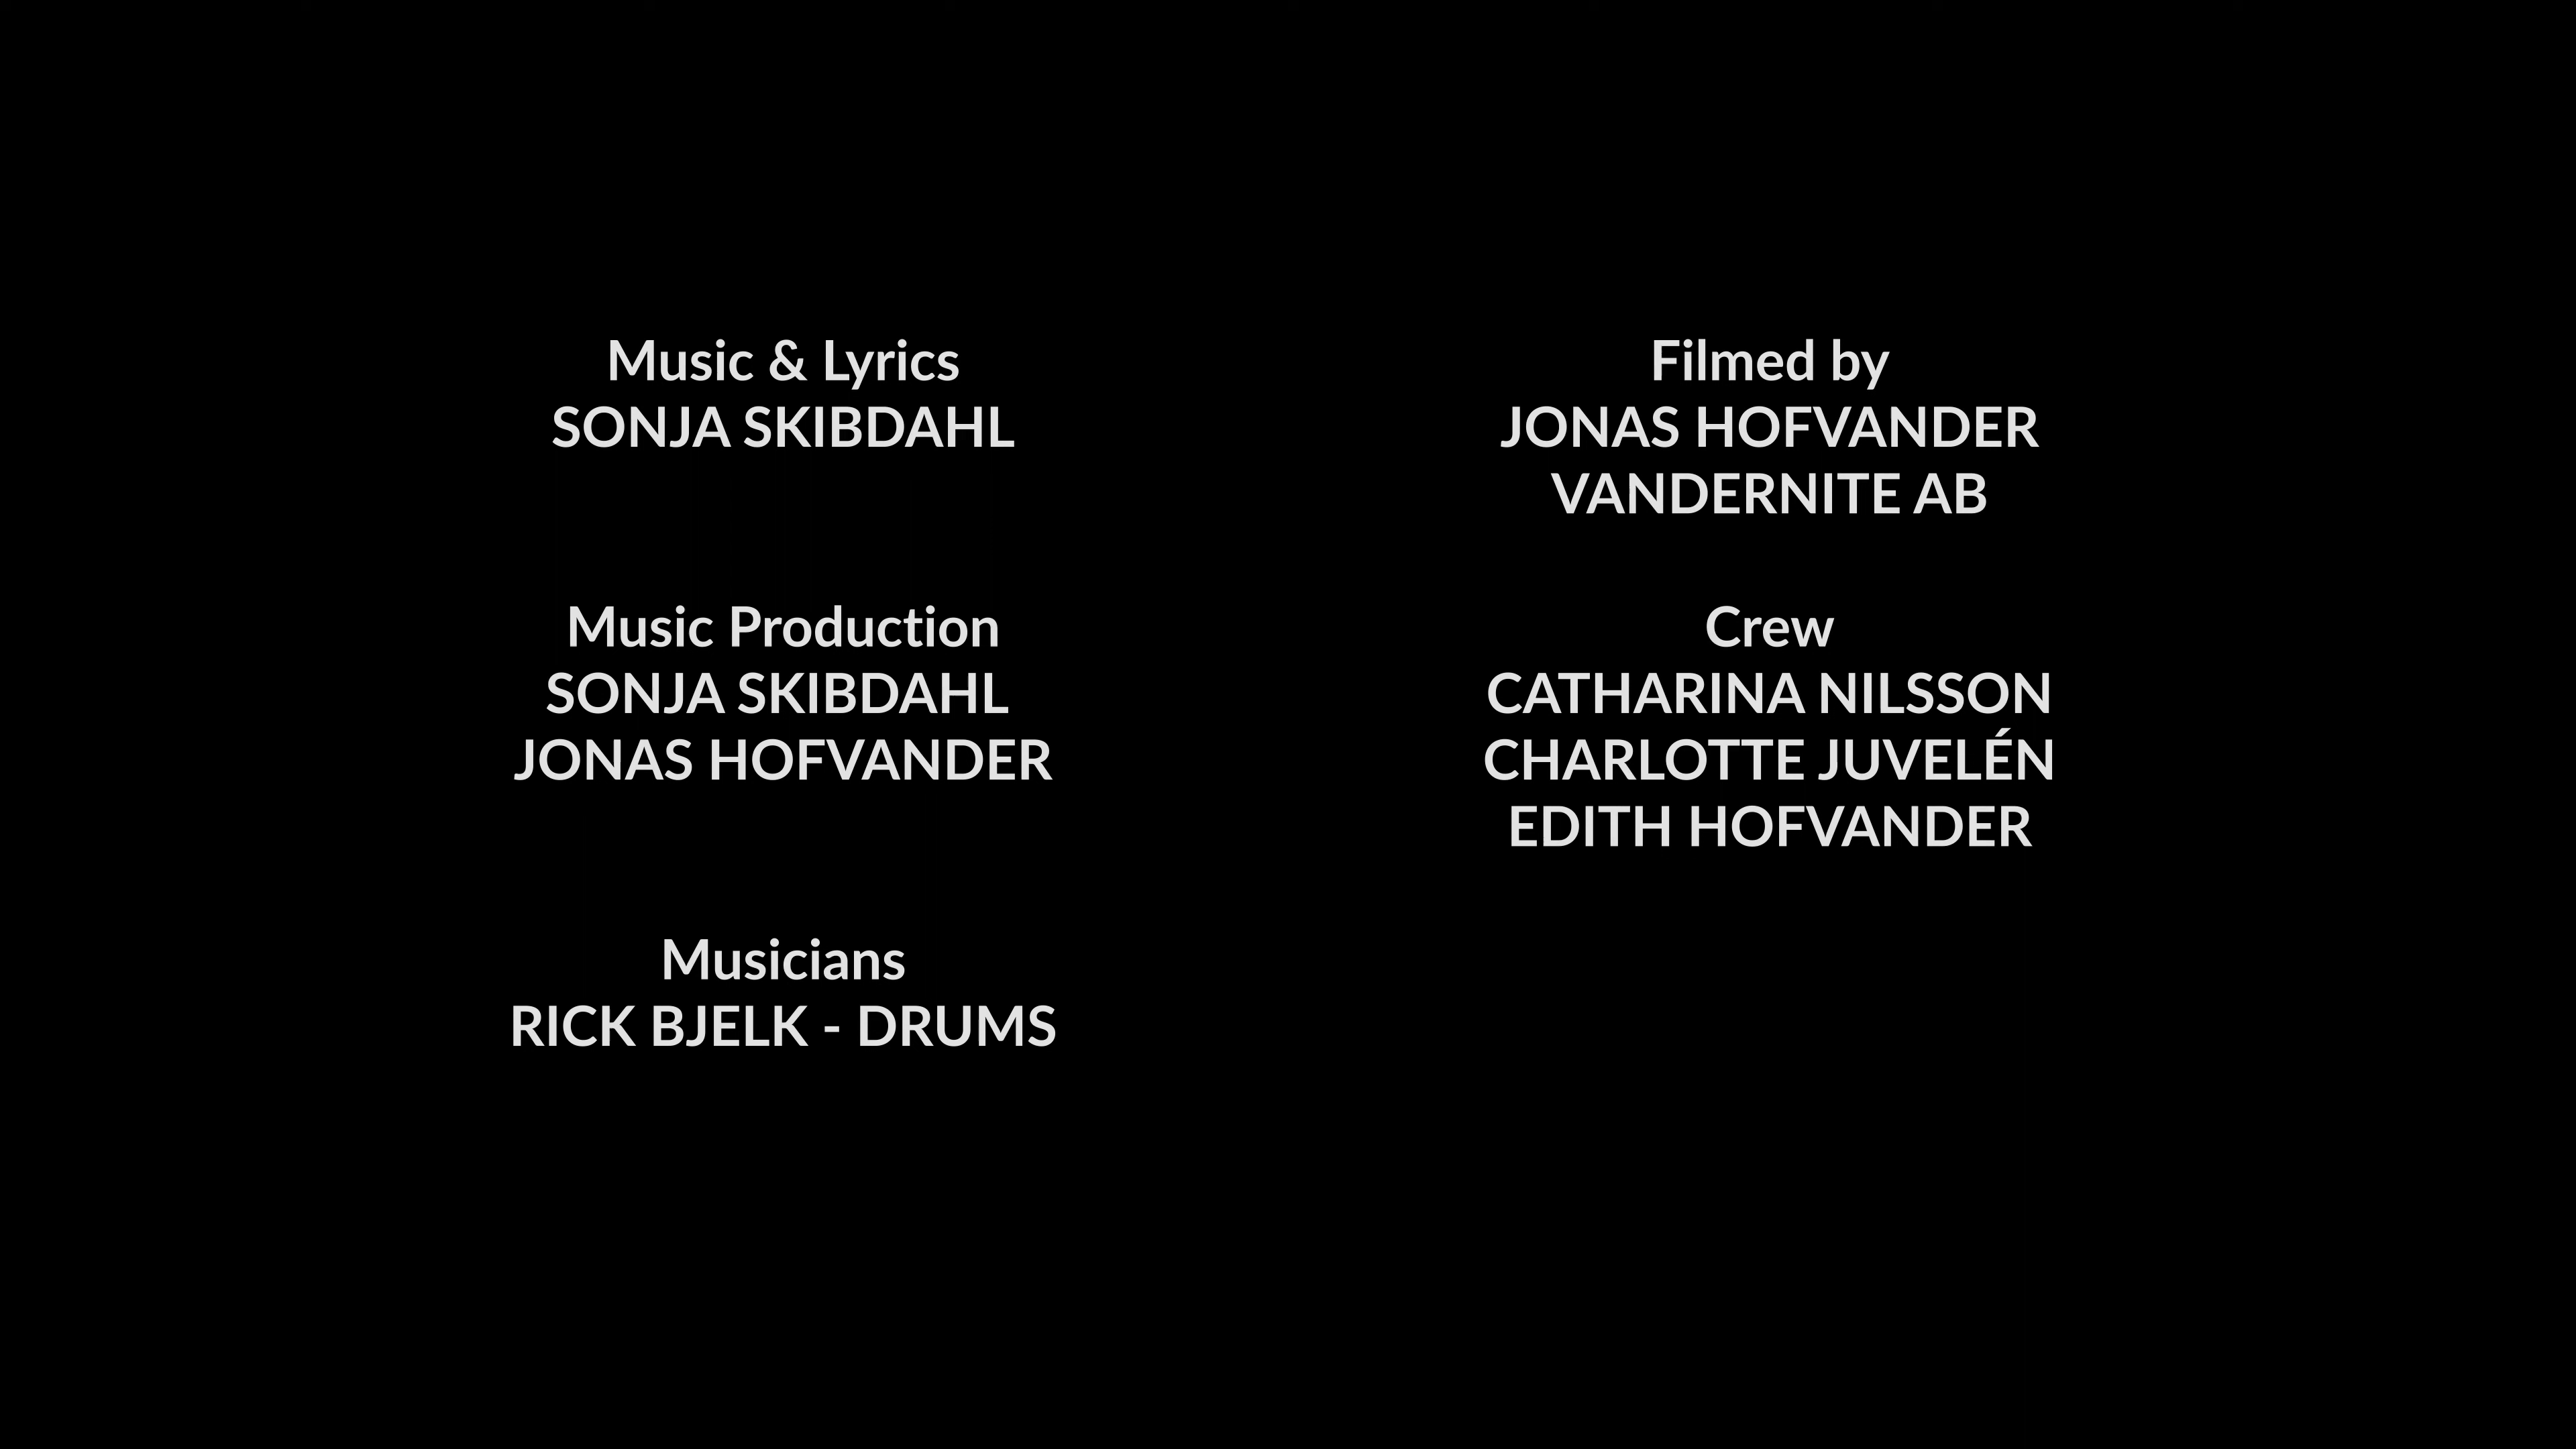 Music & Lyrics
SONJA SKIBDAHL
Music Production
SONJA SKIBDAHL
JONAS HOFVANDER
Musicians
RICK BJELK - DRUMS
Filmed by
JONAS HOFVANDER
VANDERNITE AB
Crew
CATHARINA NILSSON
CHARLOTTE JUVELÉN
EDITH HOFVANDER